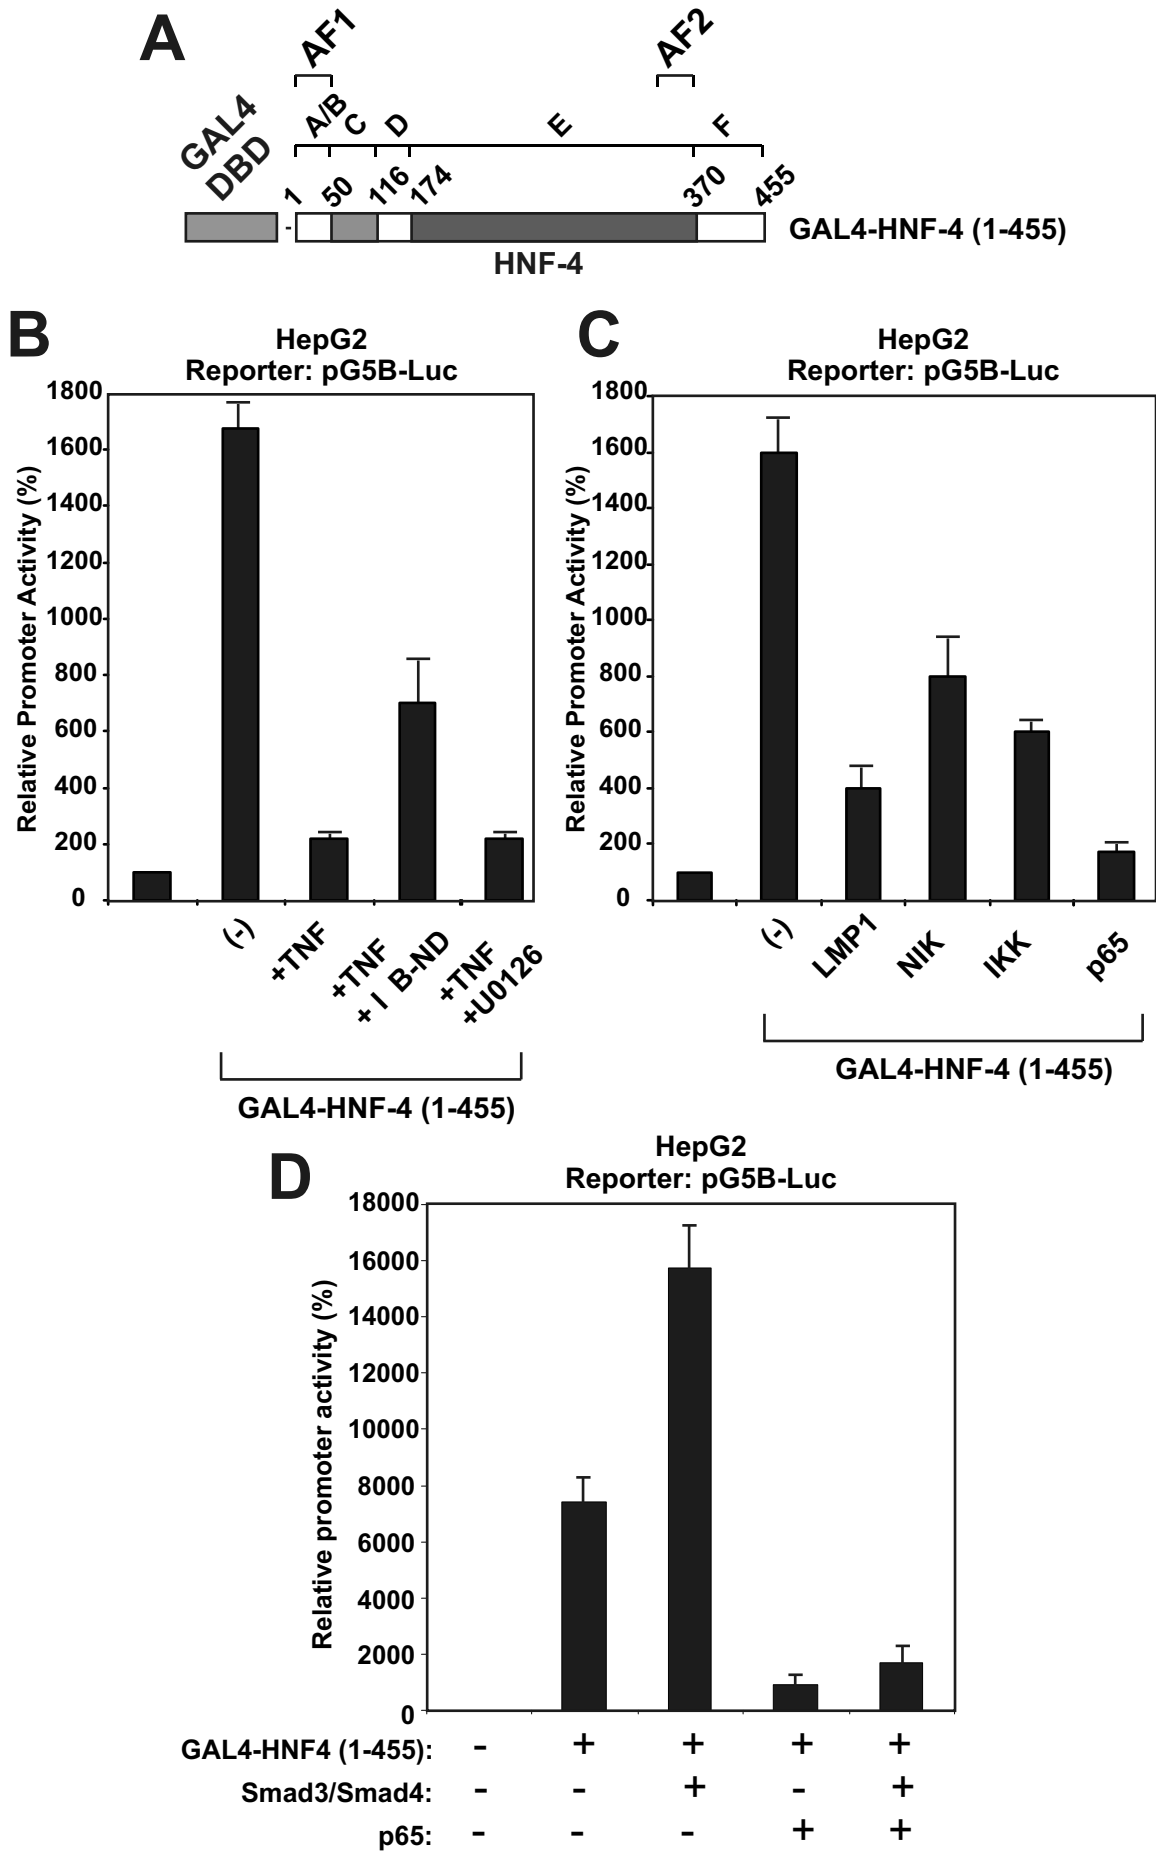 A
AF1
AF2
A/B
C
D
E
F
GAL4
DBD
1
50
116
174
370
455
-
GAL4-HNF-4 (1-455)
HNF-4
B
HepG2
Reporter: pG5B-Luc
Relative Promoter Activity (%)
1800
1600
1400
1200
1000
800
600
400
200
0
(-)
+TNF
+TNF
+ I B-ND
+TNF
+U0126
GAL4-HNF-4 (1-455)
C
HepG2
Reporter: pG5B-Luc
Relative Promoter Activity (%)
1800
1600
1400
1200
1000
800
600
400
200
0
(-)
LMP1
NIK
IKK
p65
GAL4-HNF-4 (1-455)
D
HepG2
Reporter: pG5B-Luc
Relative promoter activity (%)
18000
16000
14000
12000
10000
8000
6000
4000
2000
0
GAL4-HNF4 (1-455): - + + + +
Smad3/Smad4: - - + - +
p65: - - - + +